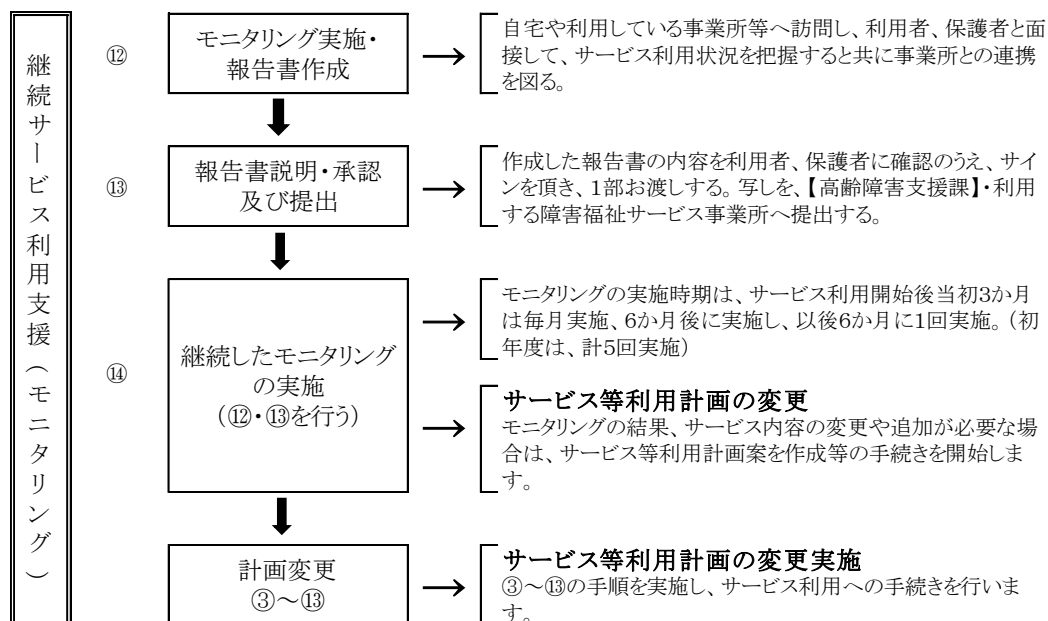 継続サービス利用支援（モニタリング）
⑫
モニタリング実施・
報告書作成
→
自宅や利用している事業所等へ訪問し、利用者、保護者と面
接して、サービス利用状況を把握すると共に事業所との連携
を図る。
⑬
報告書説明・承認
及び提出
→
作成した報告書の内容を利用者、保護者に確認のうえ、サイ
ンを頂き、1部お渡しする。写しを、【高齢障害支援課】・利用
する障害福祉サービス事業所へ提出する。
⑭
継続したモニタリング
の実施
（⑫・⑬を行う）
→
モニタリングの実施時期は、サービス利用開始後当初3か月
は毎月実施、6か月後に実施し、以後6か月に1回実施。（初
年度は、計5回実施）
→
サービス等利用計画の変更
モニタリングの結果、サービス内容の変更や追加が必要な場
合は、サービス等利用計画案を作成等の手続きを開始しま
す。
計画変更
③～⑬
→
サービス等利用計画の変更実施
③～⑬の手順を実施し、サービス利用への手続きを行いま
す。